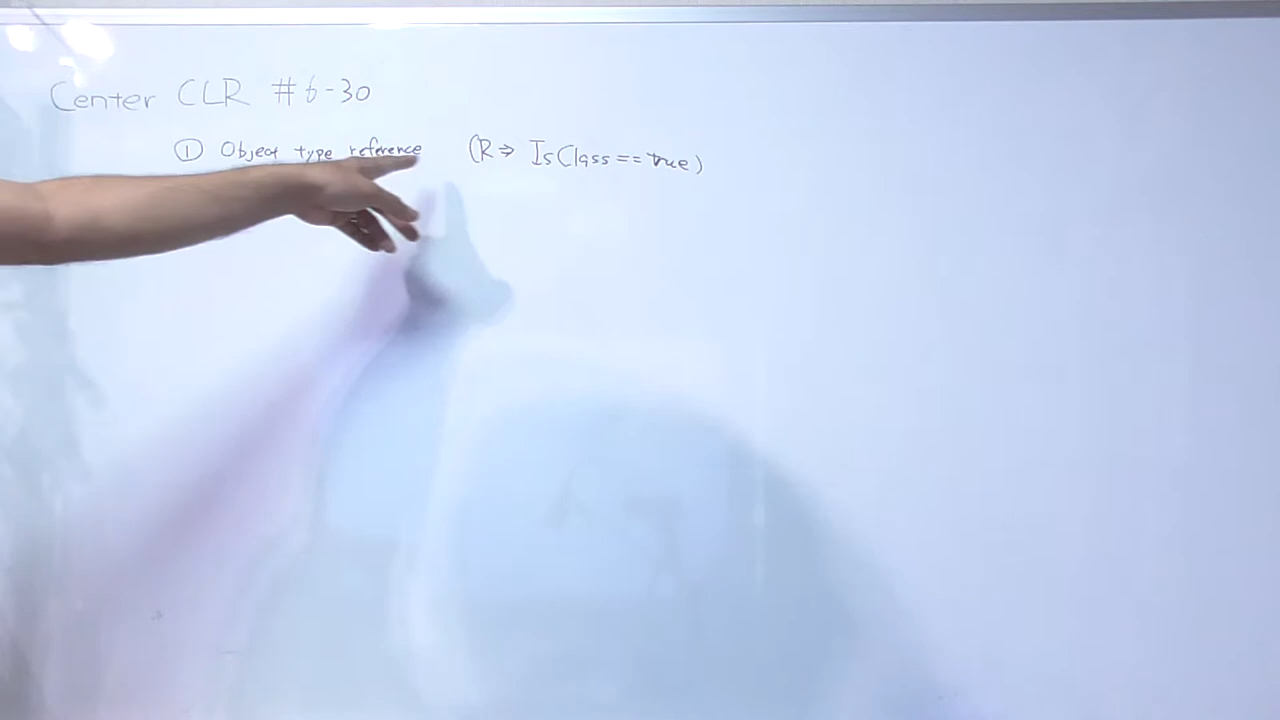 Center CLR #6-30
① Object type reference (R⇒ IsClass == true)